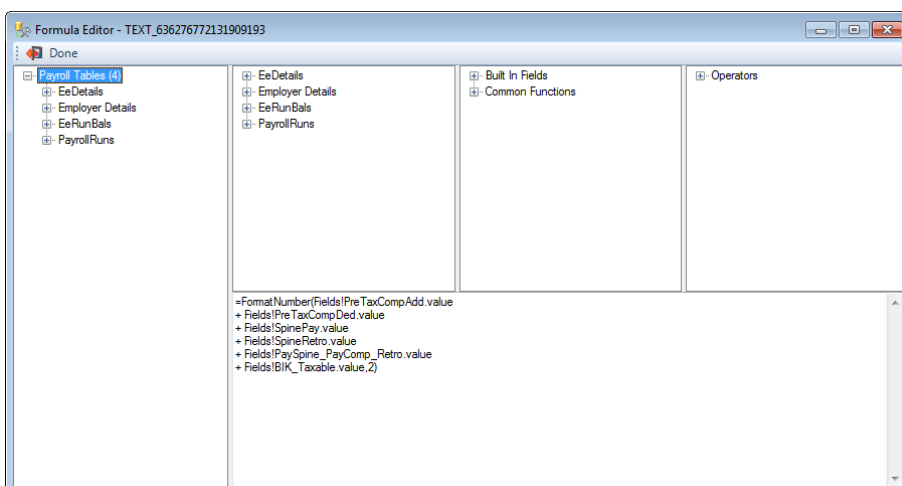 Formula Editor - TEXT_636276772131909193
Done
Payroll Tables (4)
EeDetails
Employer Details
EeRunBals
PayrollRuns
EeDetails
Employer Details
EeRunBals
PayrollRuns
Built In Fields
Common Functions
Operators
=FormatNumber(Fields!PreTaxCompAdd.value
+ Fields!PreTaxCompDed.value
+ Fields!SpinePay.value
+ Fields!SpineRetro.value
+ Fields!PaySpine_PayComp_Retro.value
+ Fields!BIK_Taxable.value,2)